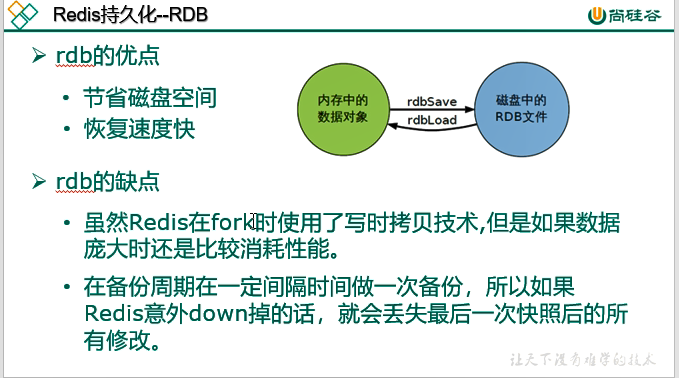 Redis持久化--RDB
尚硅谷
rdb的优点
节省磁盘空间
恢复速度快
内存中的
数据对象
rdbSave
rdbLoad
磁盘中的
RDB文件
rdb的缺点
虽然Redis在fork时使用了写时拷贝技术,但是如果数据
庞大时还是比较消耗性能。
在备份周期在一定间隔时间做一次备份，所以如果
Redis意外down掉的话，就会丢失最后一次快照后的所
有修改。
让天下没有难学的技术